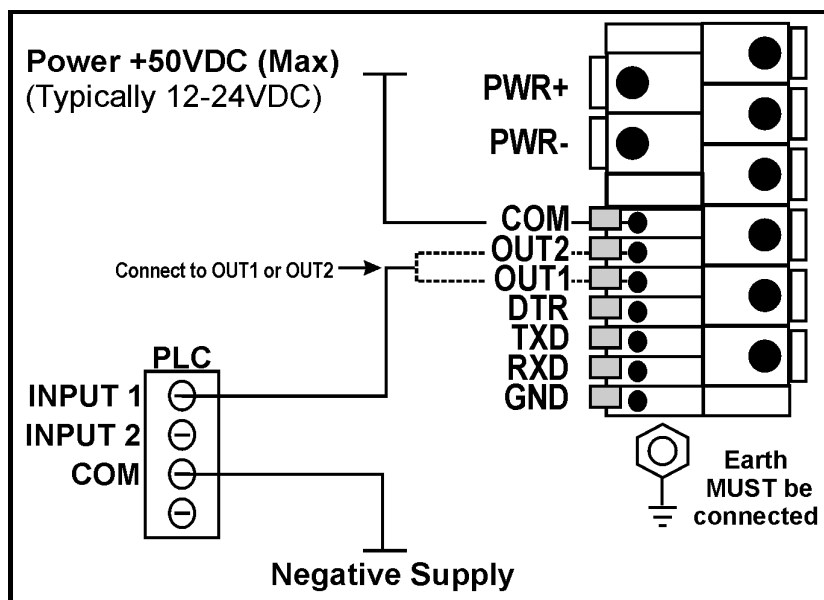 Power +50VDC (Max)
(Typically 12-24VDC)
PWR+
PWR-
COM
OUT2
Connect to OUT1 or OUT2
OUT1
DTR
TXD
RXD
GND
PLC
INPUT 1
INPUT 2
COM
Earth
MUST be
connected
Negative Supply